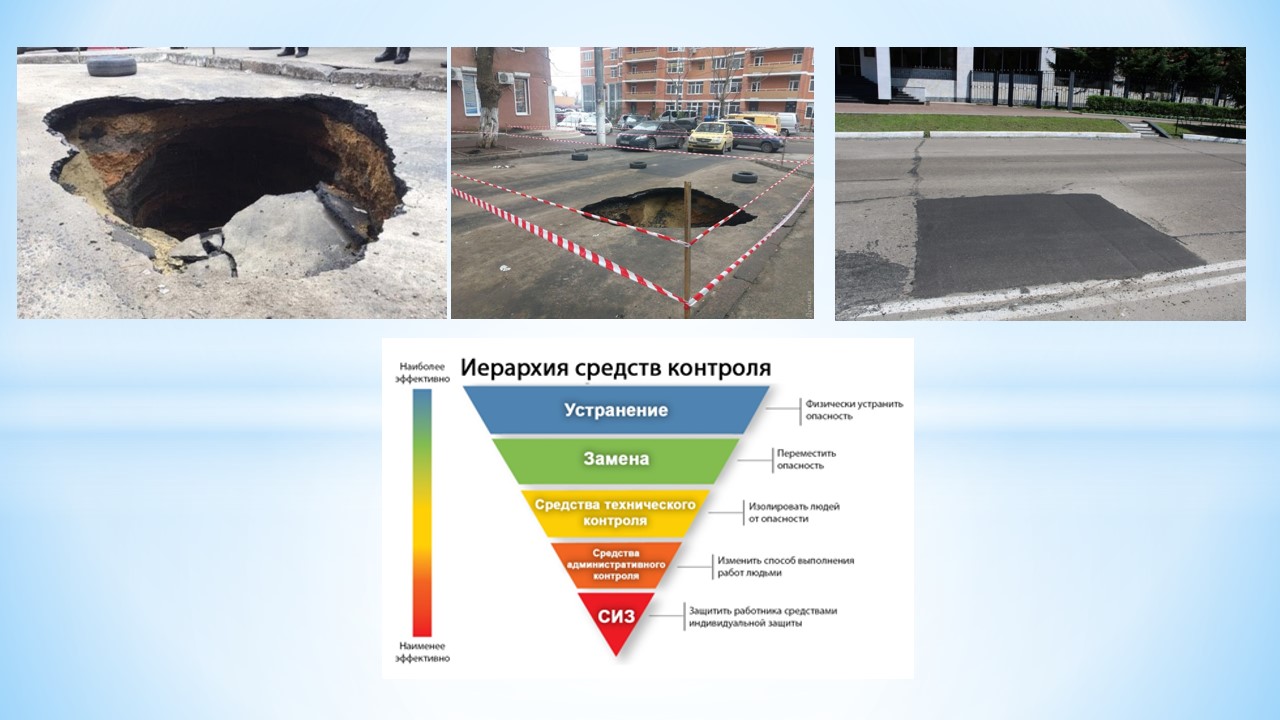 Иерархия средств контроля
Наиболее
эффективно
Устранение
Физически устранить
опасность
Замена
Переместить
опасность
Средства технического
контроля
Изолировать людей
от опасности
Средства
административного
контроля
Изменить способ выполнения
работ людьми
СИЗ
Защитить работника средствами
индивидуальной защиты
Наименее
эффективно